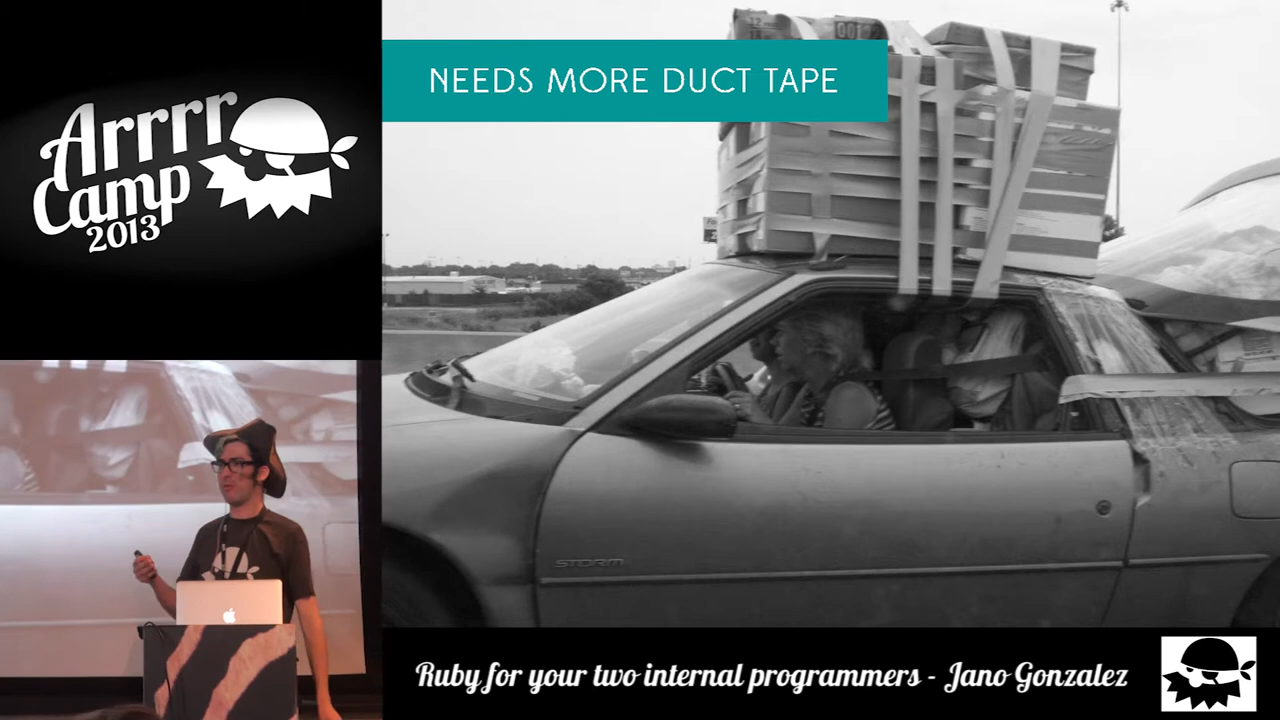 Arrrr
Camp
2013
NEEDS MORE DUCT TAPE
STORM
Ruby for your two internal programmers - Jano Gonzalez